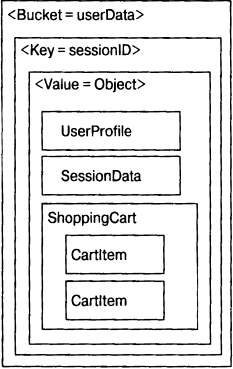 <Bucket = userData>
<Key = sessionID>
<Value = Object>
UserProfile
SessionData
ShoppingCart
CartItem
CartItem